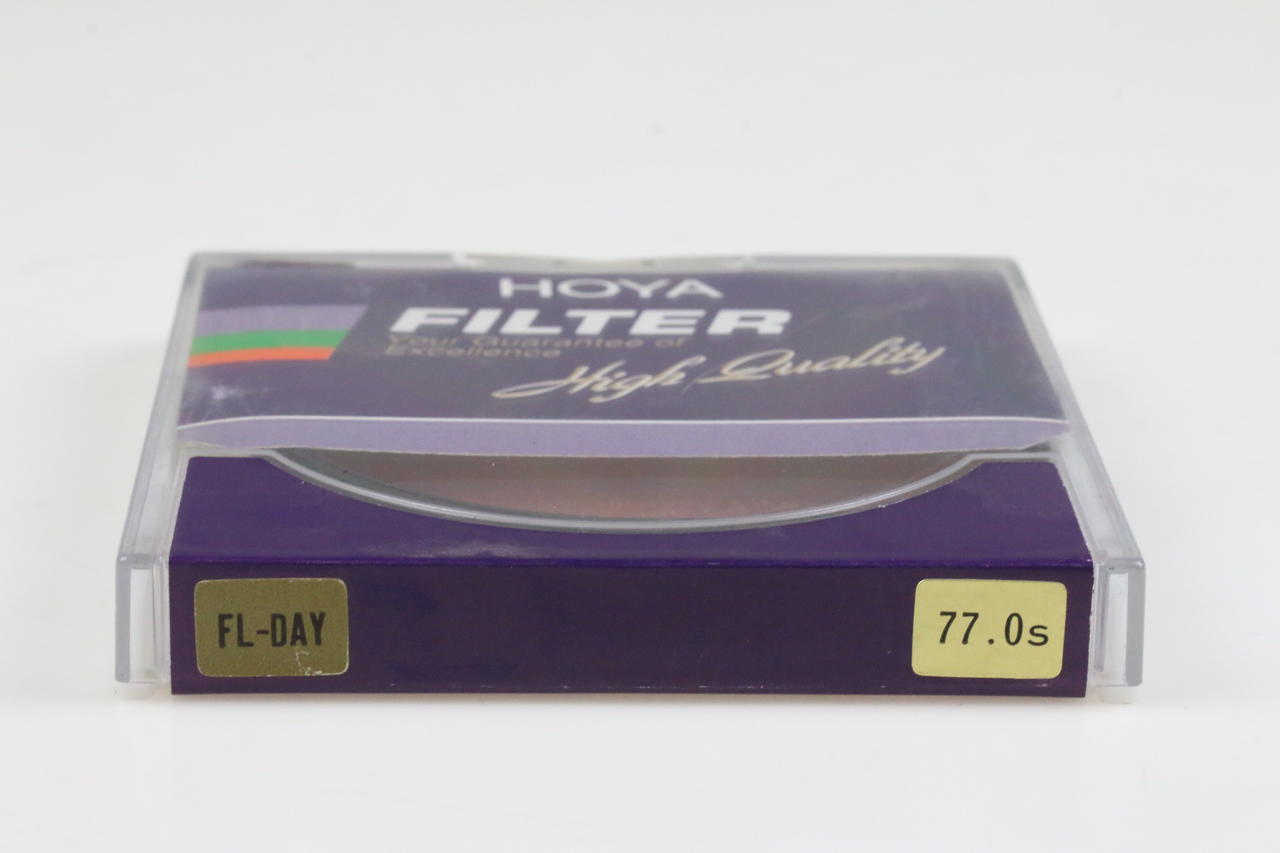 HOYA
FILTER
Your Guarantee of
Excellence
High Quality
FL-DAY
77.0s